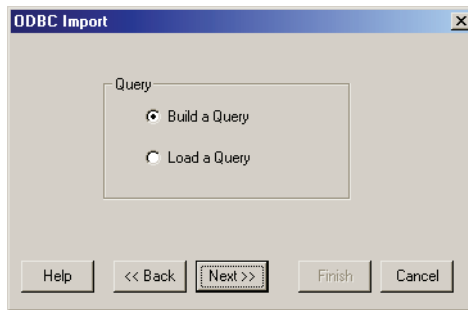 ODBC Import
Query
Build a Query
Load a Query
Help << Back Next >> Finish Cancel